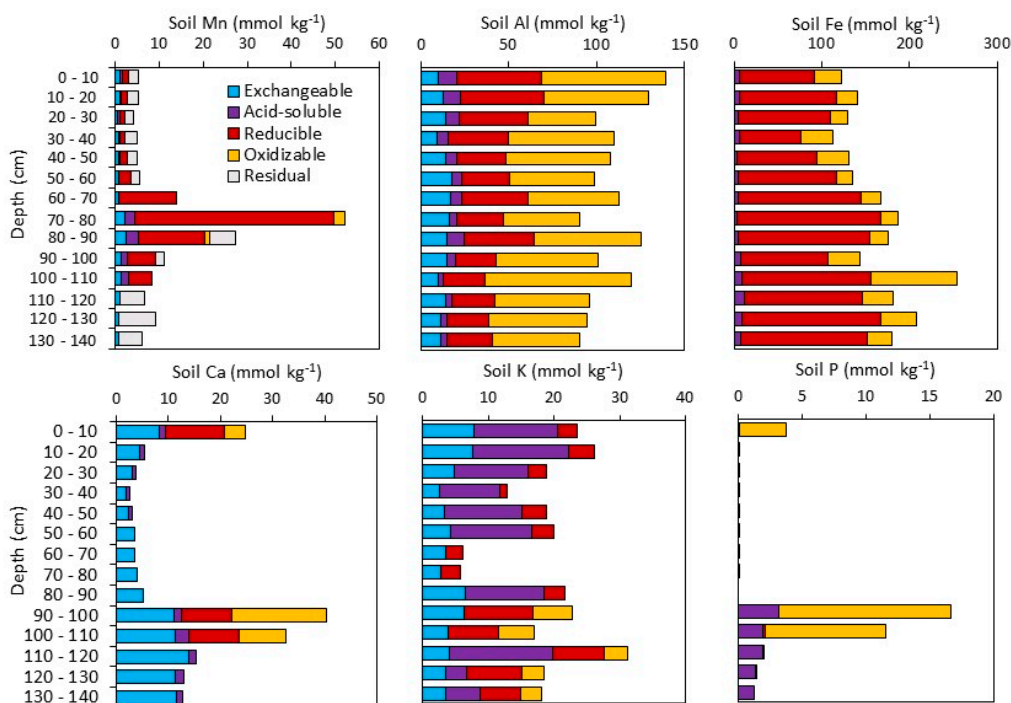 Soil Mn (mmol kg⁻¹)
0 10 20 30 40 50 60
Soil Al (mmol kg⁻¹)
0 50 100 150
Soil Fe (mmol kg⁻¹)
0 100 200 300
Depth (cm)
0 - 10
10 - 20
20 - 30
30 - 40
40 - 50
50 - 60
60 - 70
70 - 80
80 - 90
90 - 100
100 - 110
110 - 120
120 - 130
130 - 140
Exchangeable
Acid-soluble
Reducible
Oxidizable
Residual
Soil Ca (mmol kg⁻¹)
0 10 20 30 40 50
Soil K (mmol kg⁻¹)
0 10 20 30 40
Soil P (mmol kg⁻¹)
0 5 10 15 20
Depth (cm)
0 - 10
10 - 20
20 - 30
30 - 40
40 - 50
50 - 60
60 - 70
70 - 80
80 - 90
90 - 100
100 - 110
110 - 120
120 - 130
130 - 140